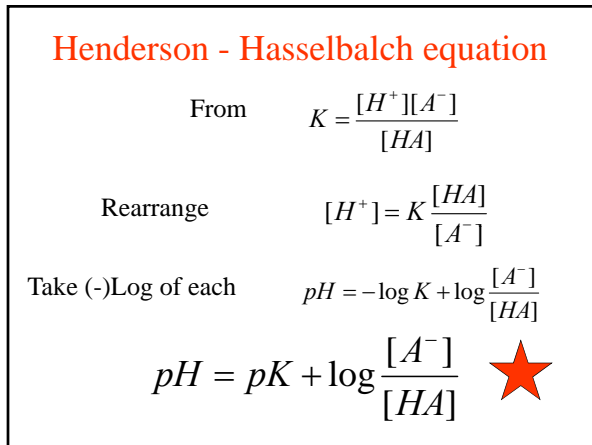 Henderson - Hasselbalch equation
From K = [H⁺][A⁻] / [HA]
Rearrange [H⁺] = K [HA] / [A⁻]
Take (-)Log of each pH = −log K + log [A⁻] / [HA]
pH = pK + log [A⁻] / [HA]